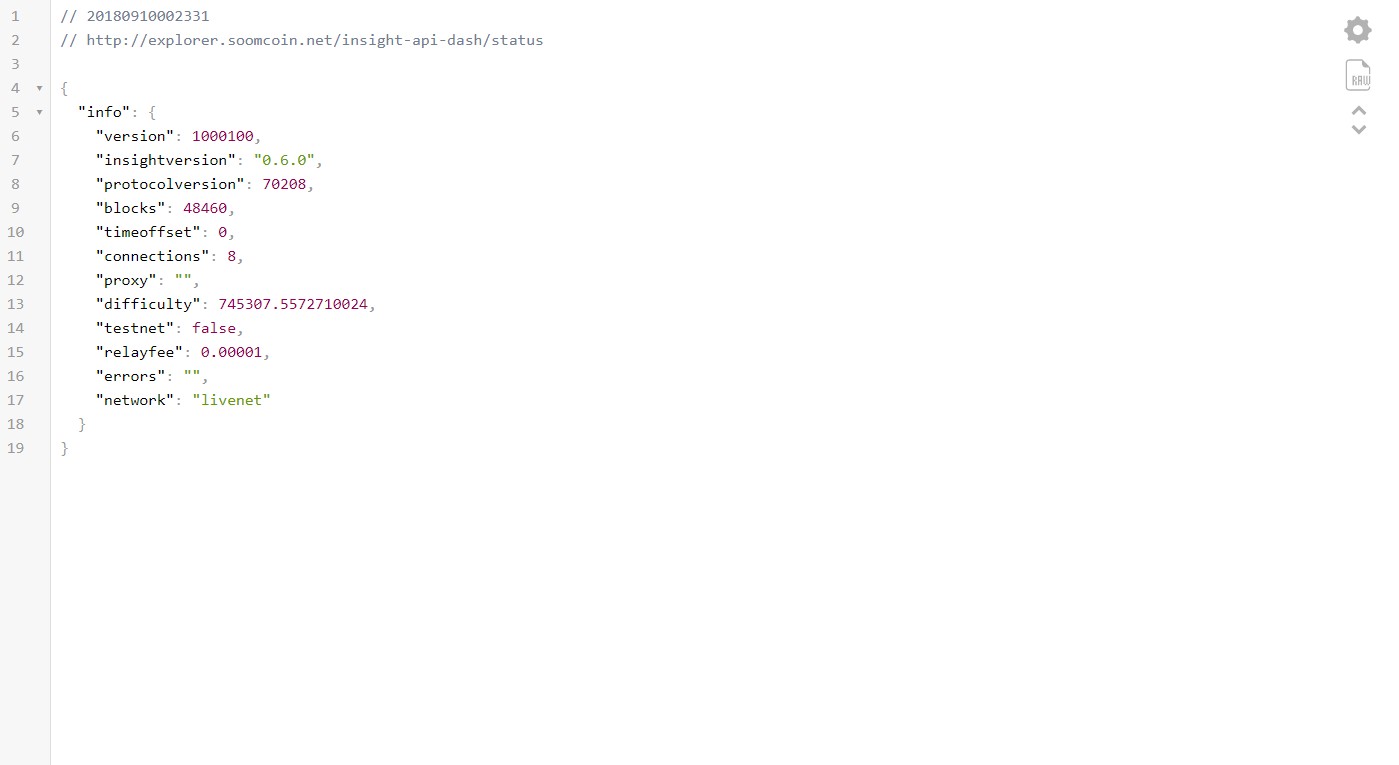 1 // 20180910002331
2 // http://explorer.soomcoin.net/insight-api-dash/status
3
4 {
5 "info": {
6 "version": 1000100,
7 "insightversion": "0.6.0",
8 "protocolversion": 70208,
9 "blocks": 48460,
10 "timeoffset": 0,
11 "connections": 8,
12 "proxy": "",
13 "difficulty": 745307.5572710024,
14 "testnet": false,
15 "relayfee": 0.00001,
16 "errors": "",
17 "network": "livenet"
18 }
19 }
RAW